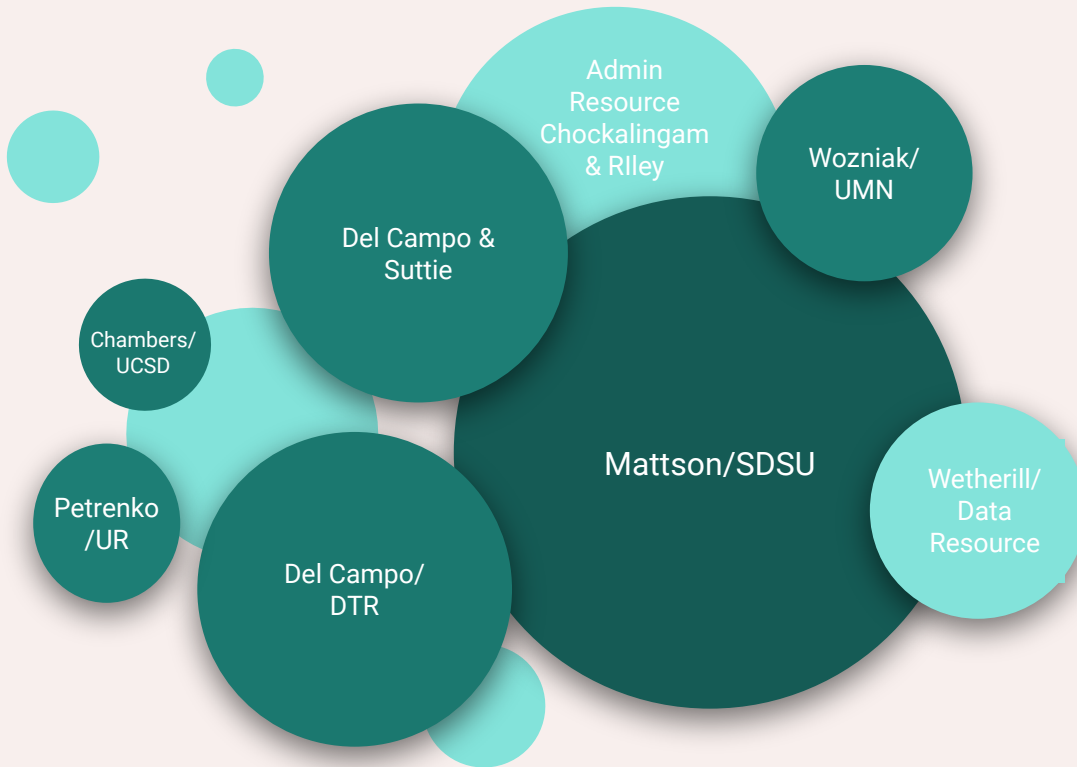 Admin
Resource
Chockalingam
& RIley
Wozniak/
UMN
Del Campo &
Suttie
Chambers/
UCSD
Mattson/SDSU
Wetherill/
Data
Resource
Petrenko
/UR
Del Campo/
DTR